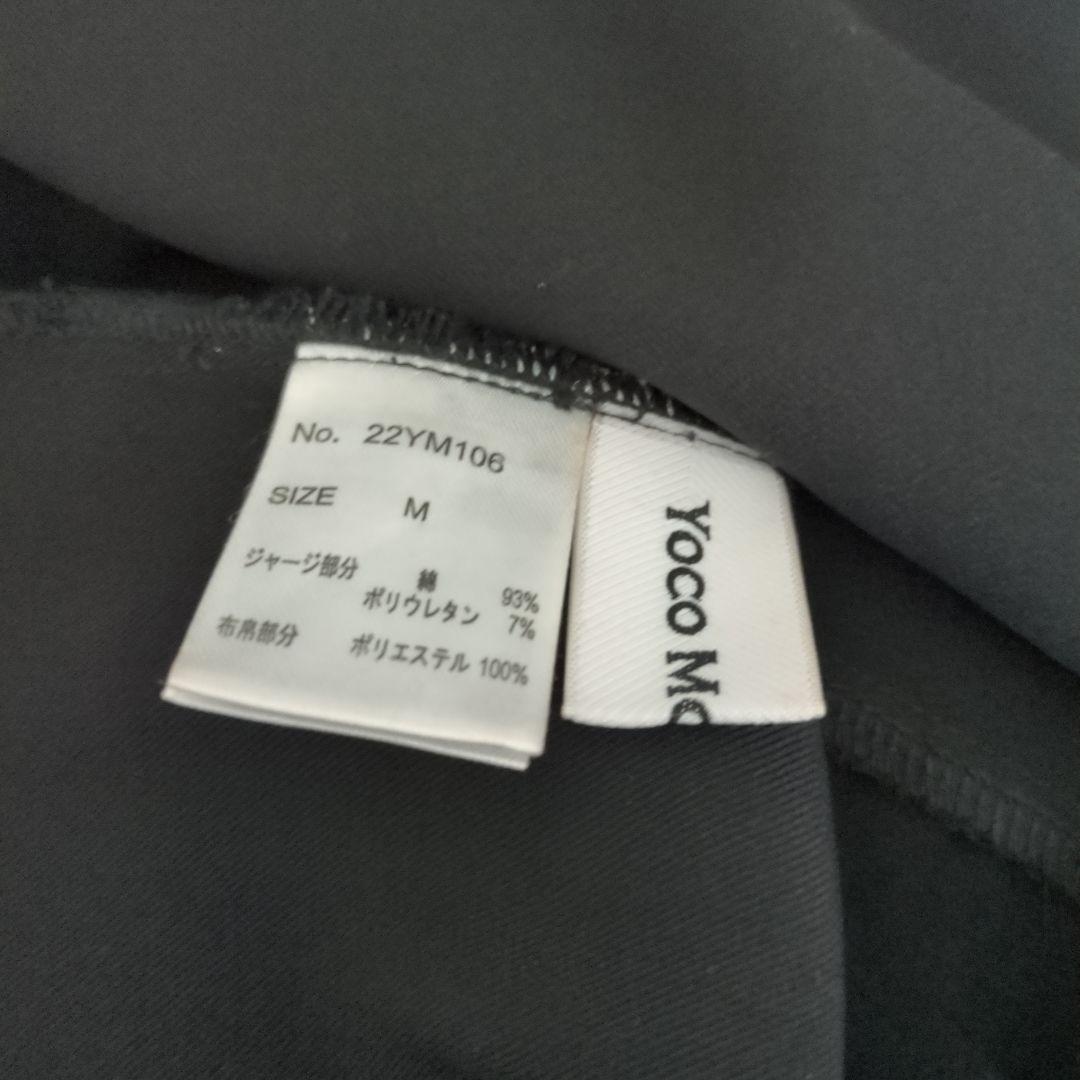 No. 22YM106
SIZE M
ジャージ部分 綿 93%
ポリウレタン 7%
布帛部分 ポリエステル 100%
YOCO